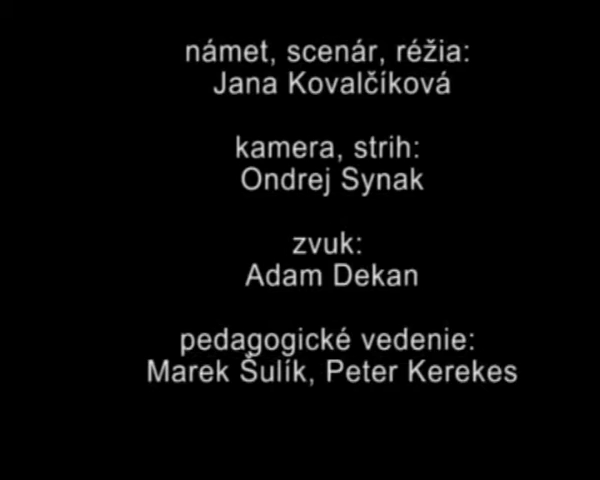 námet, scenár, réžia:
Jana Kovalčíková
kamera, strih:
Ondrej Synak
zvuk:
Adam Dekan
pedagogické vedenie:
Marek Šulík, Peter Kerekes